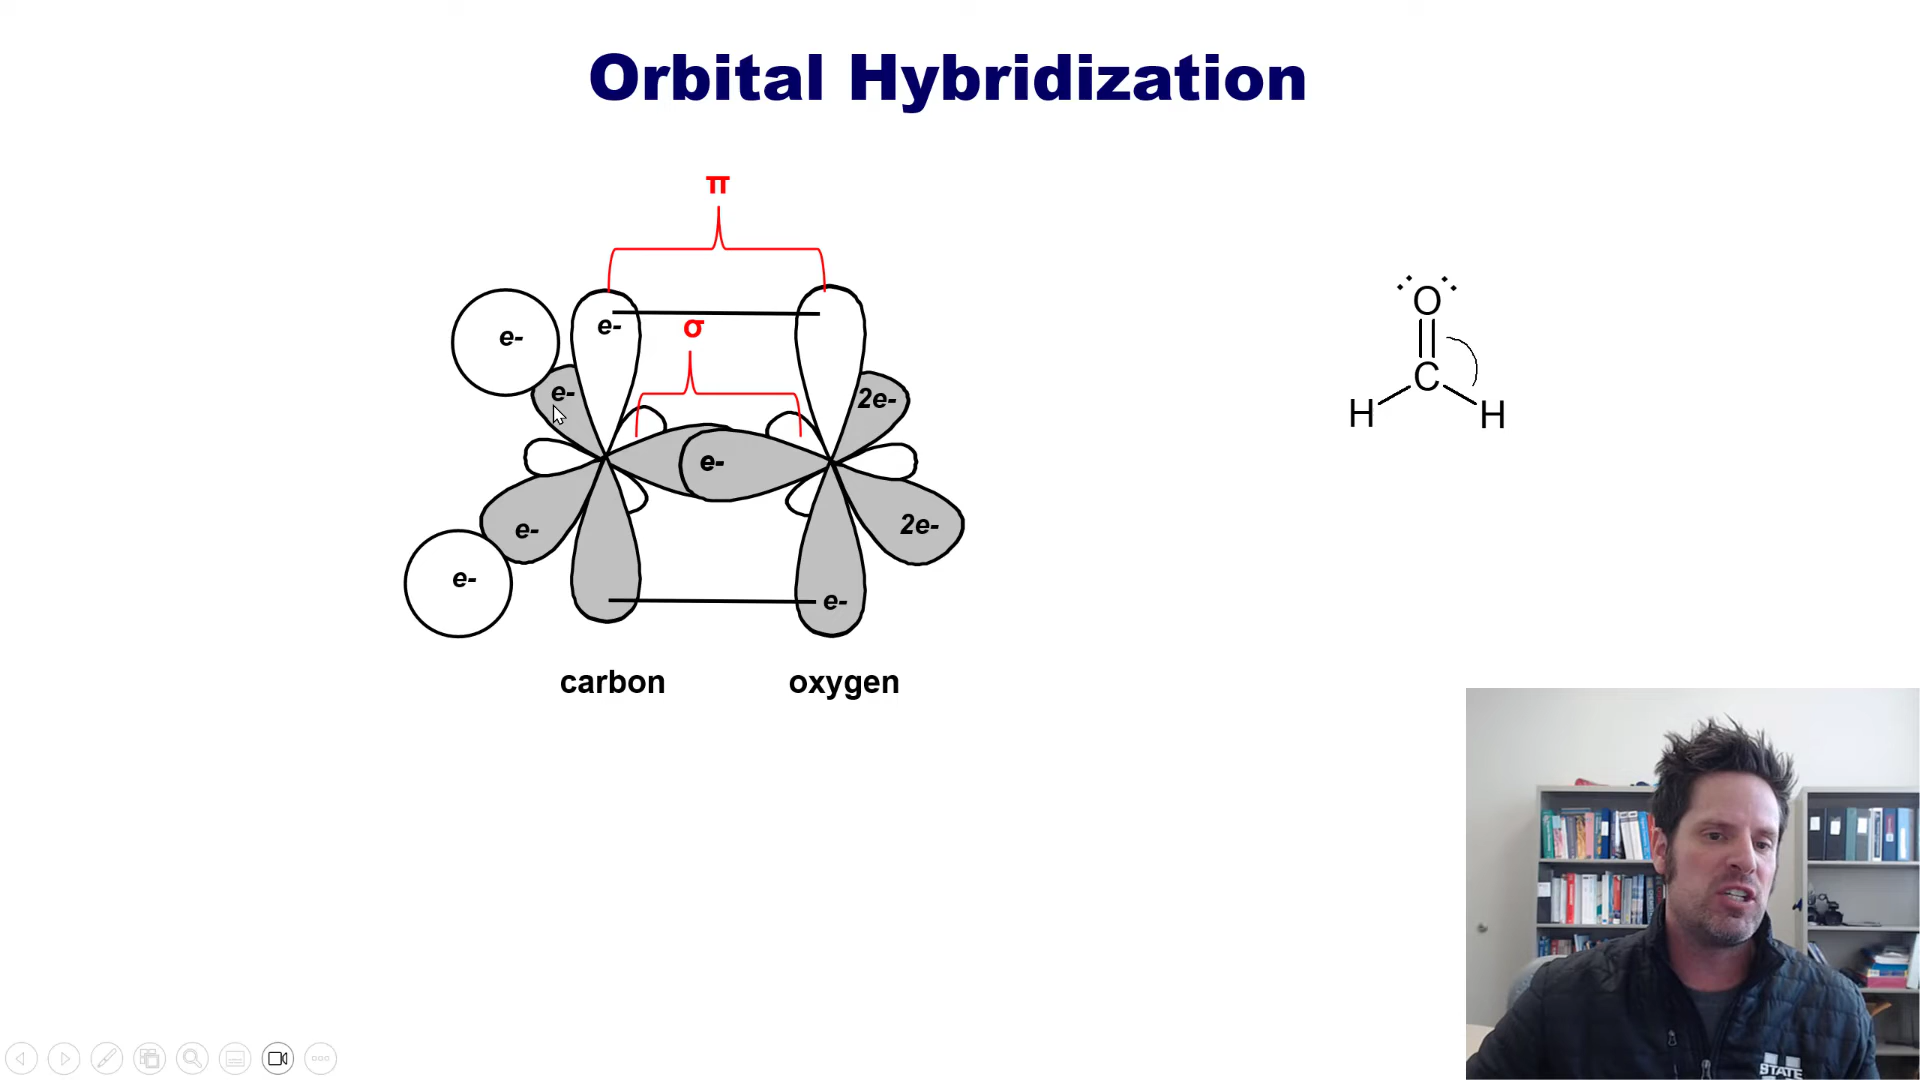 Orbital Hybridization
π
e-
e-
σ
e-
2e-
e-
e-
2e-
e-
e-
carbon
oxygen
O
C
H
H
STATE